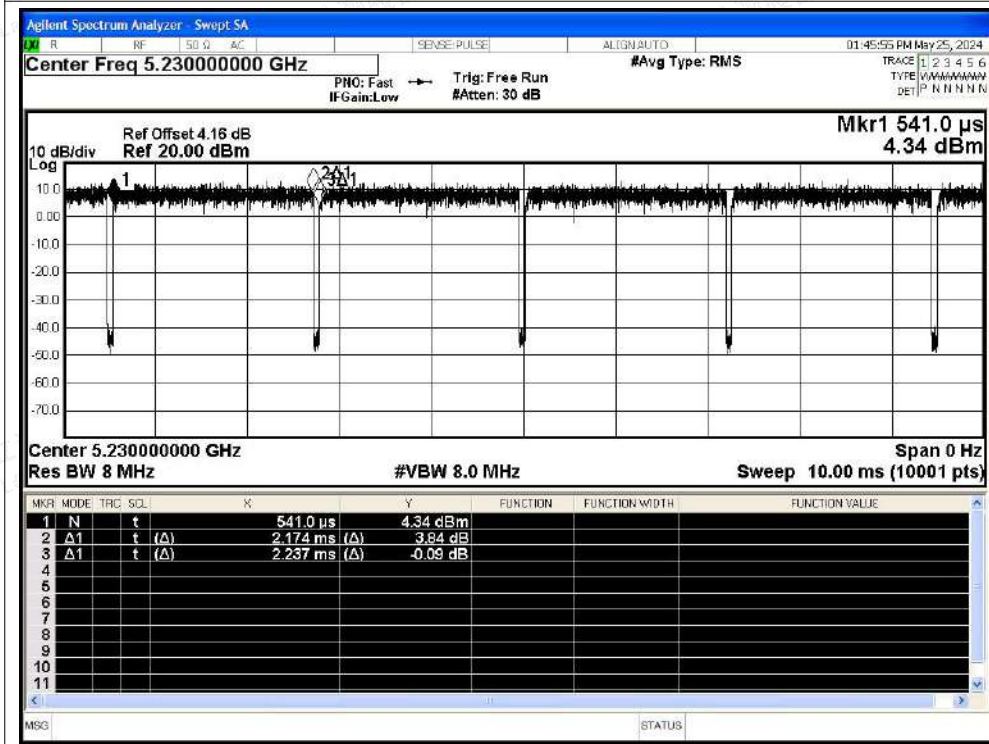 Agilent Spectrum Analyzer - Swept SA
LXI R RF 50 Ω AC SENSE:PULSE ALIGN AUTO 01:45:55 PM May 25, 2024
Center Freq 5.230000000 GHz #Avg Type: RMS TRACE 1 2 3 4 5 6
PNO: Fast Trig: Free Run TYPE
IFGain:Low #Atten: 30 dB DET P N N N N N
Mkr1 541.0 µs
Ref Offset 4.16 dB
10 dB/div Ref 20.00 dBm 4.34 dBm
Log
1 2Δ1
3Δ1
10.0
0.00
-10.0
-20.0
-30.0
-40.0
-50.0
-60.0
-70.0
Center 5.230000000 GHz Span 0 Hz
Res BW 8 MHz #VBW 8.0 MHz Sweep 10.00 ms (10001 pts)
MKR MODE TRC SCL X Y FUNCTION FUNCTION WIDTH FUNCTION VALUE
1 N t 541.0 µs 4.34 dBm
2 Δ1 t (Δ) 2.174 ms (Δ) 3.84 dB
3 Δ1 t (Δ) 2.237 ms (Δ) -0.09 dB
4
5
6
7
8
9
10
11
MSG STATUS